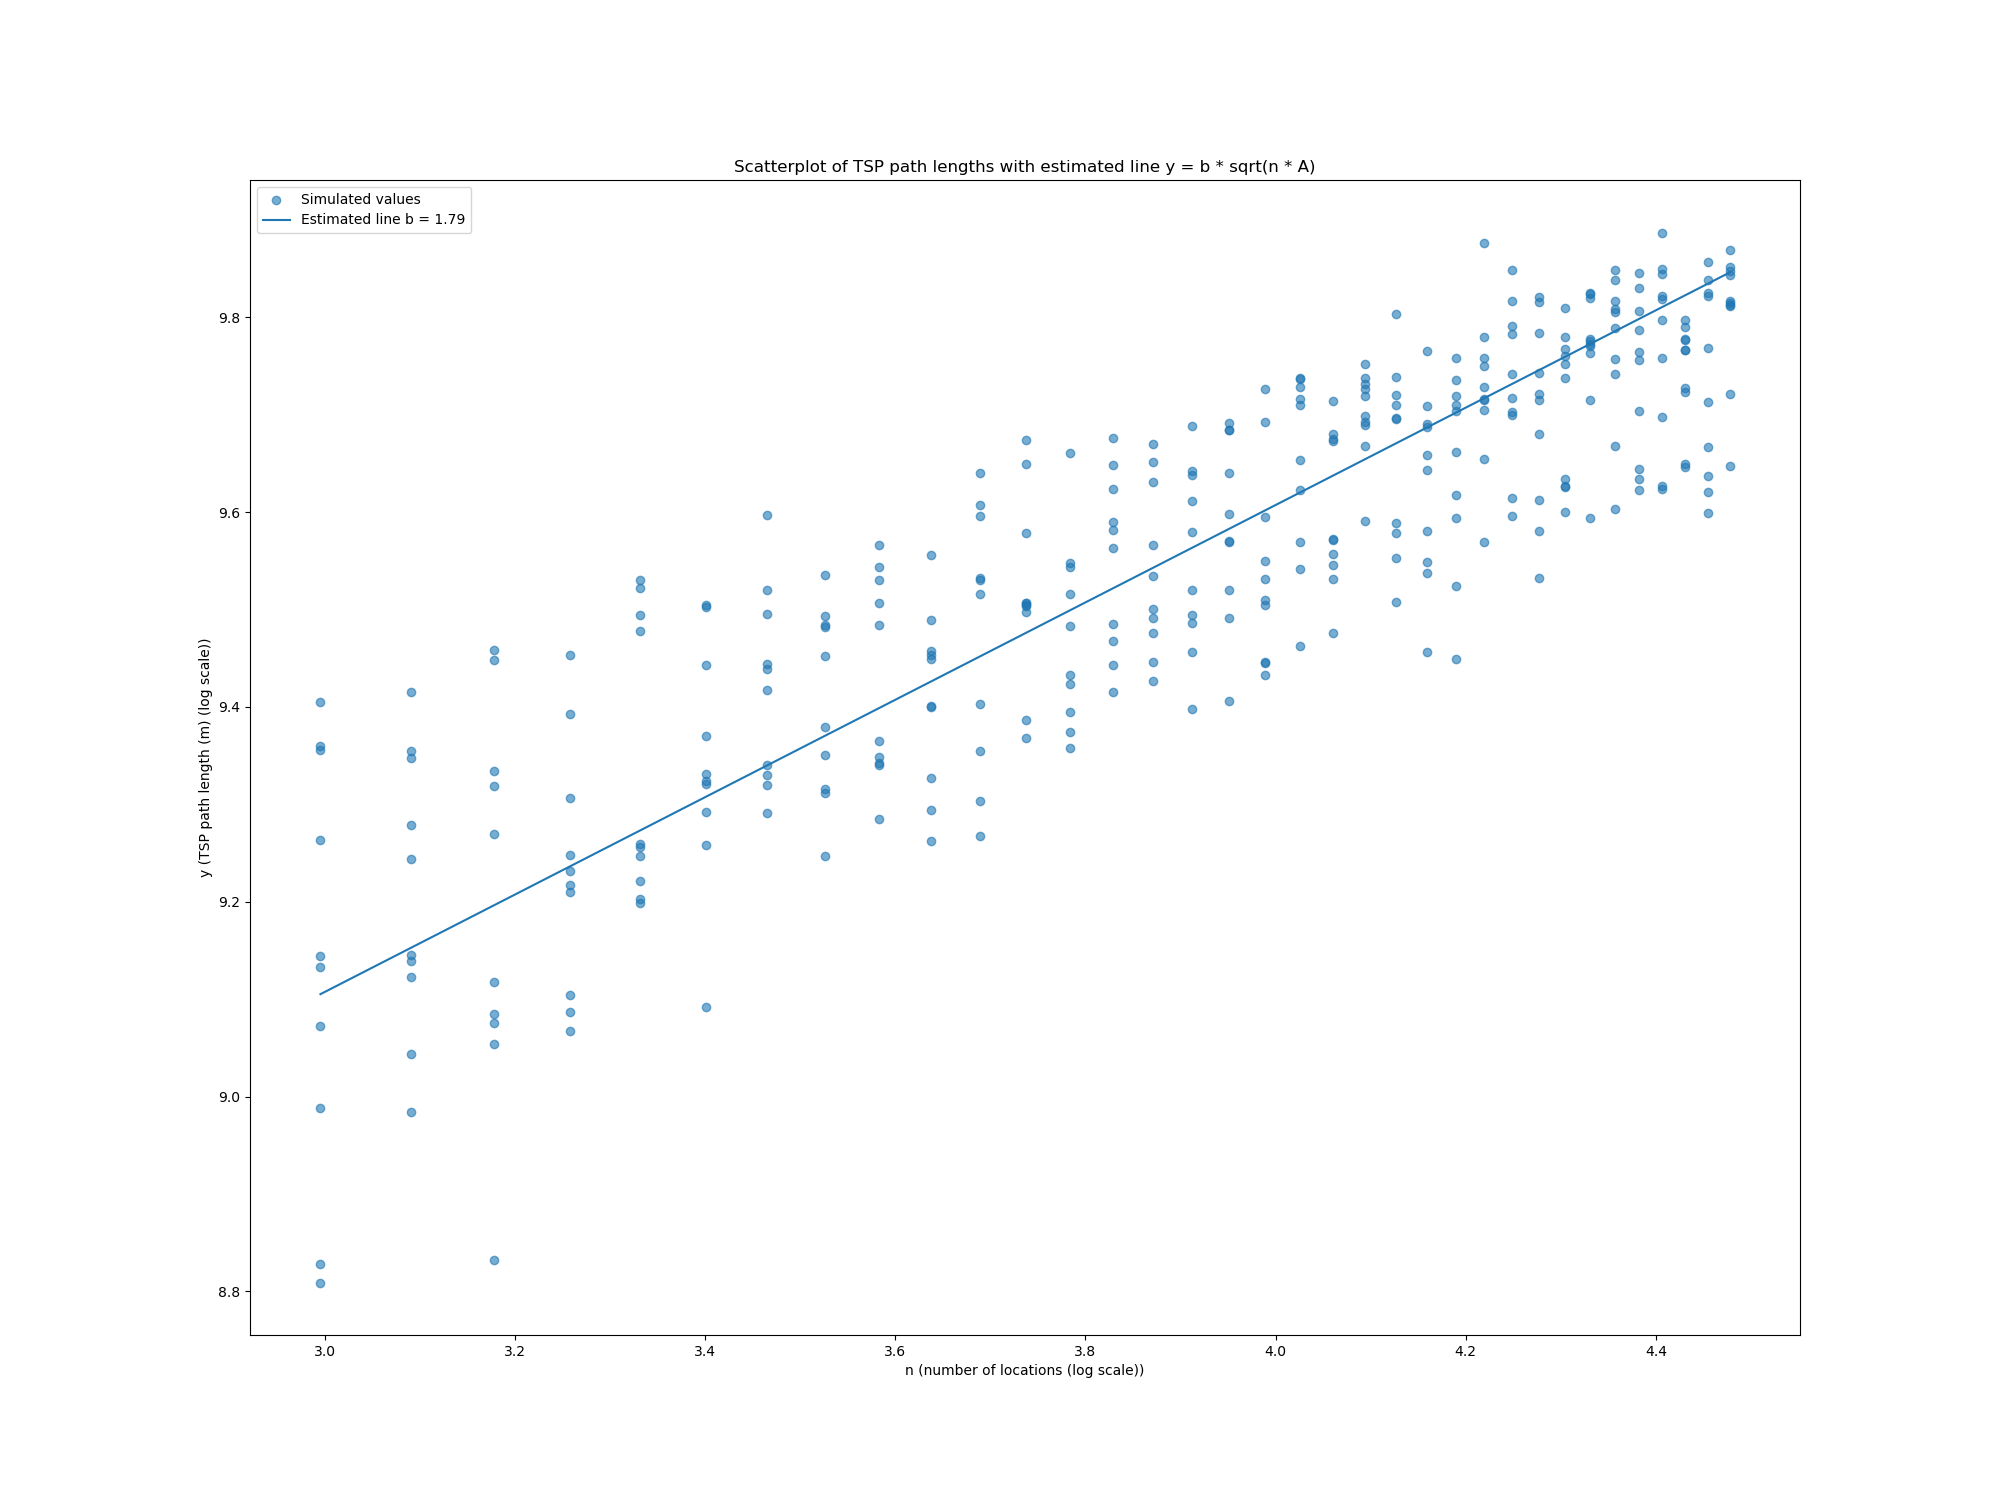 Scatterplot of TSP path lengths with estimated line y = b * sqrt(n * A)
Simulated values
Estimated line b = 1.79
y (TSP path length (m) (log scale))
9.8
9.6
9.4
9.2
9.0
8.8
3.0 3.2 3.4 3.6 3.8 4.0 4.2 4.4
n (number of locations (log scale))